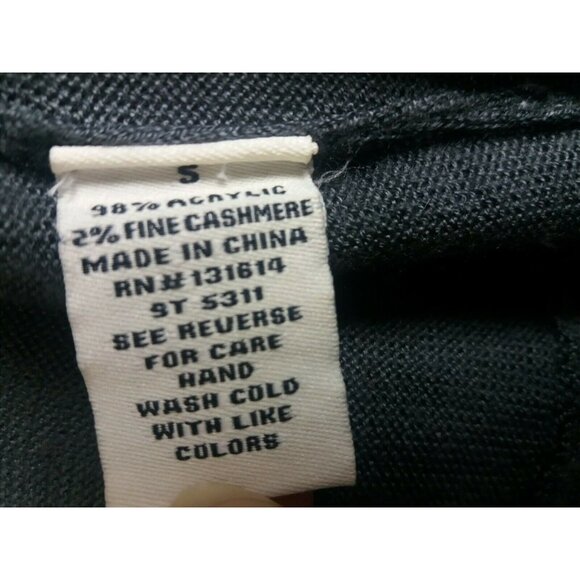 S
98% ACRYLIC
2% FINE CASHMERE
MADE IN CHINA
RN# 131614
ST 5311
SEE REVERSE
FOR CARE
HAND
WASH COLD
WITH LIKE
COLORS